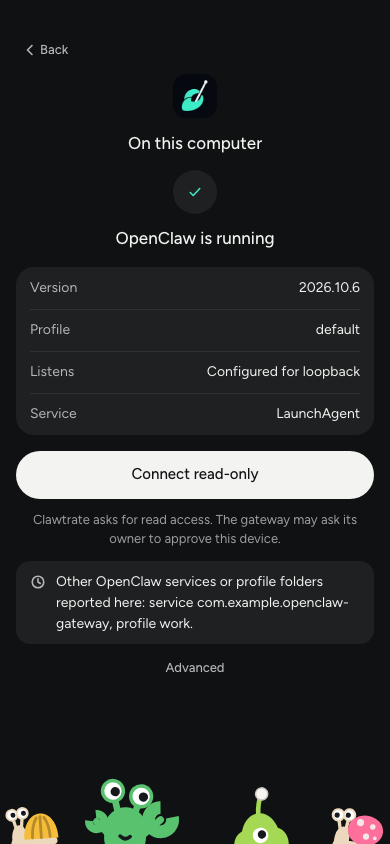 Back
On this computer
OpenClaw is running
Version 2026.10.6
Profile default
Listens Configured for loopback
Service LaunchAgent
Connect read-only
Clawtrate asks for read access. The gateway may ask its
owner to approve this device.
Other OpenClaw services or profile folders
reported here: service com.example.openclaw-
gateway, profile work.
Advanced